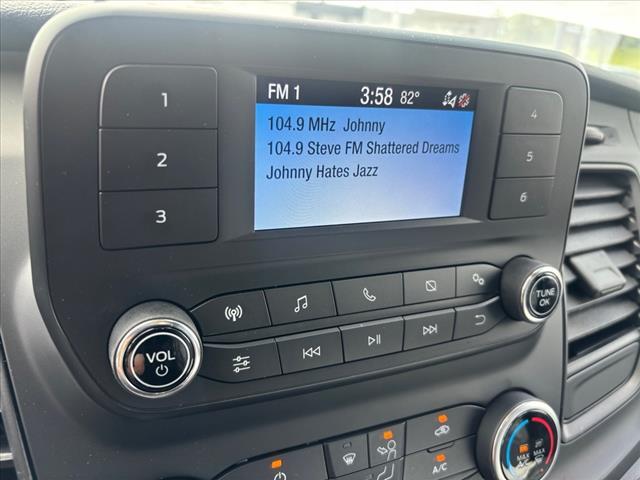 FM 1 3:58 82°
104.9 MHz Johnny
104.9 Steve FM Shattered Dreams
Johnny Hates Jazz
1
2
3
4
5
6
VOL
TUNE
OK
MAX
A/C
MAX
A/C